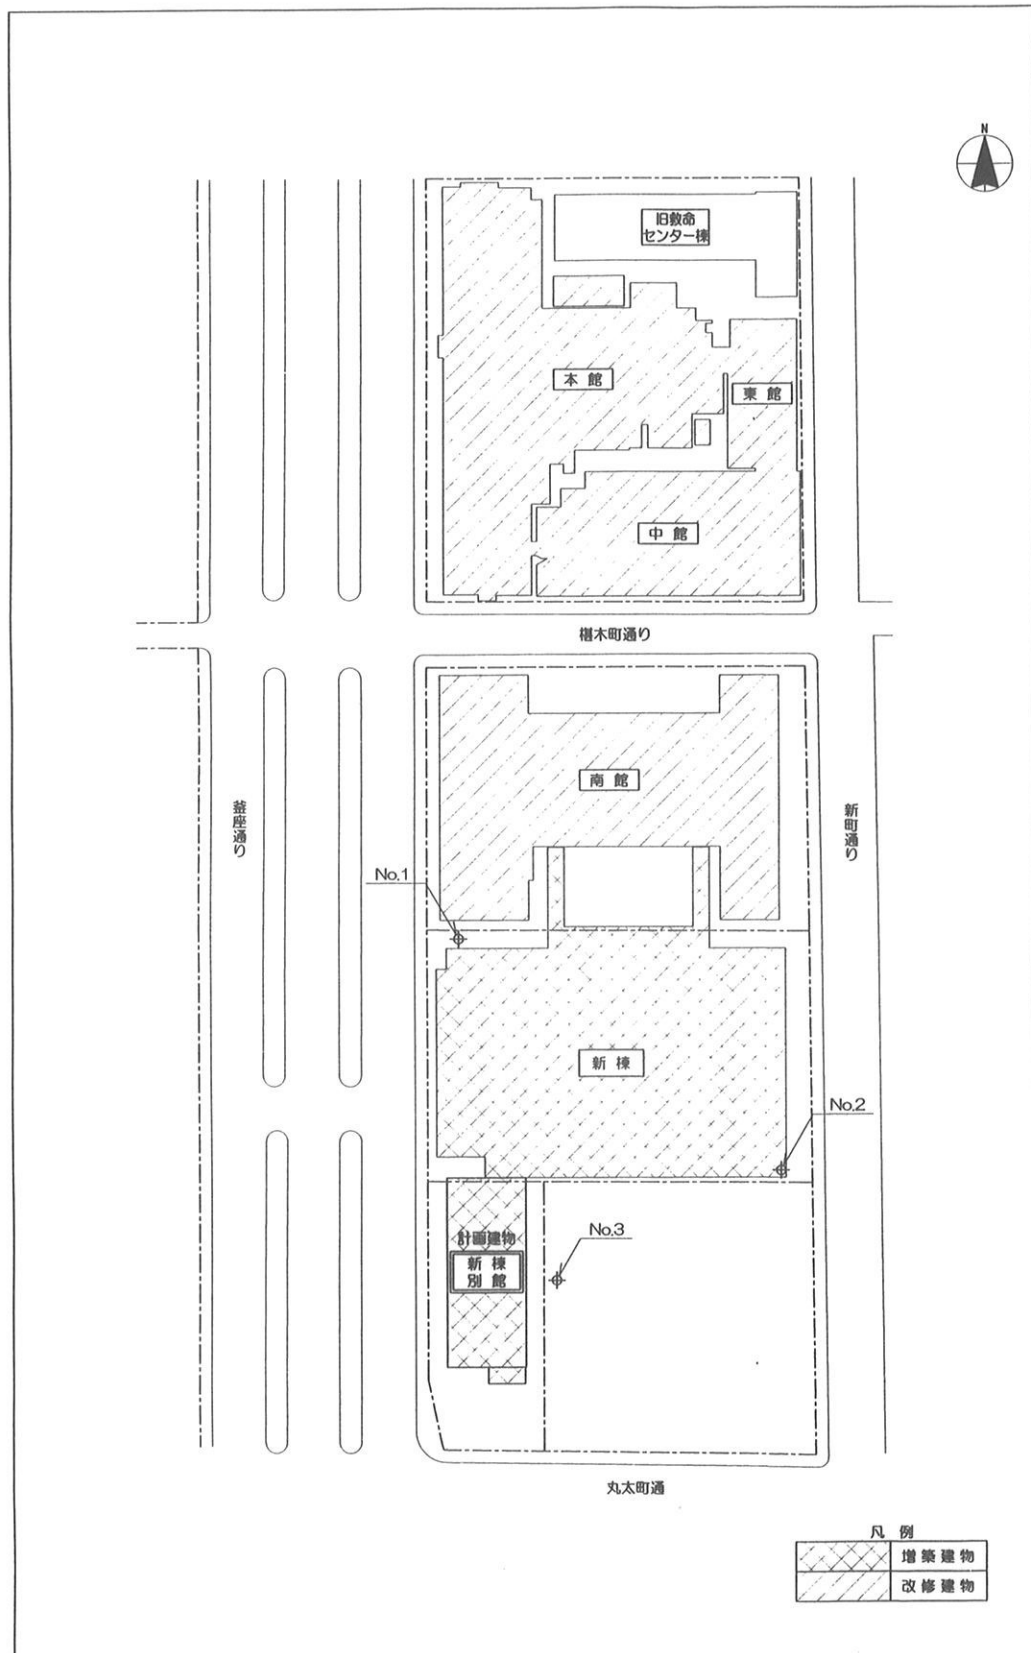 N
旧救命
センター棟
本館
東館
中館
椹木町通り
南館
釜座通り
新町通り
No.1
新棟
No.2
No.3
計画建物
新棟
別館
丸太町通
凡例
増築建物
改修建物